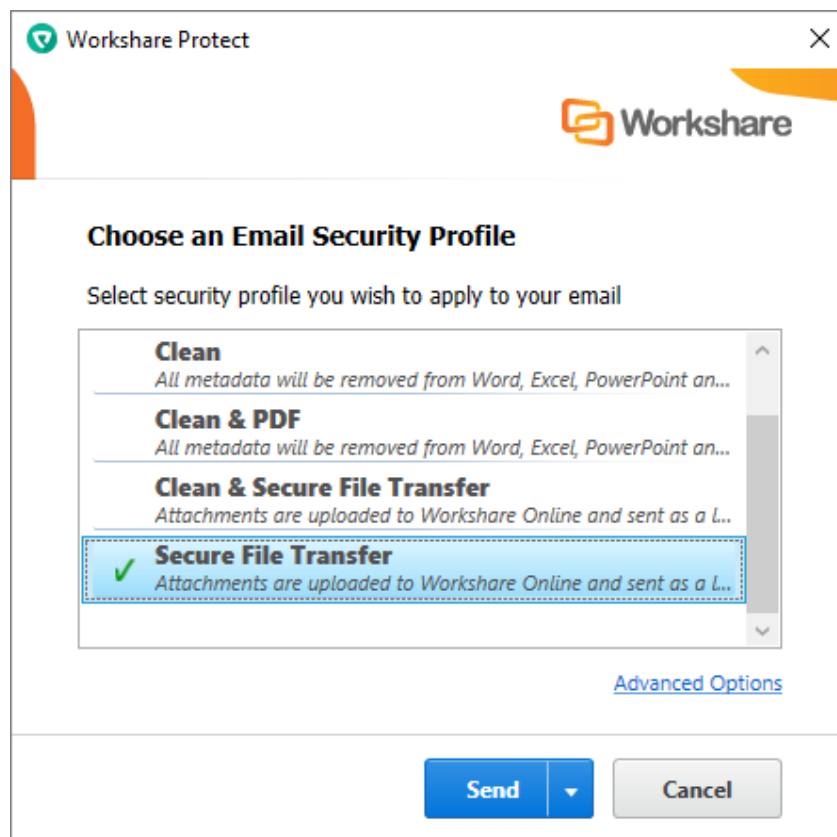 Workshare Protect
Workshare
Choose an Email Security Profile
Select security profile you wish to apply to your email
Clean
All metadata will be removed from Word, Excel, PowerPoint an...
Clean & PDF
All metadata will be removed from Word, Excel, PowerPoint an...
Clean & Secure File Transfer
Attachments are uploaded to Workshare Online and sent as a l...
Secure File Transfer
Attachments are uploaded to Workshare Online and sent as a l...
Advanced Options
Send
Cancel